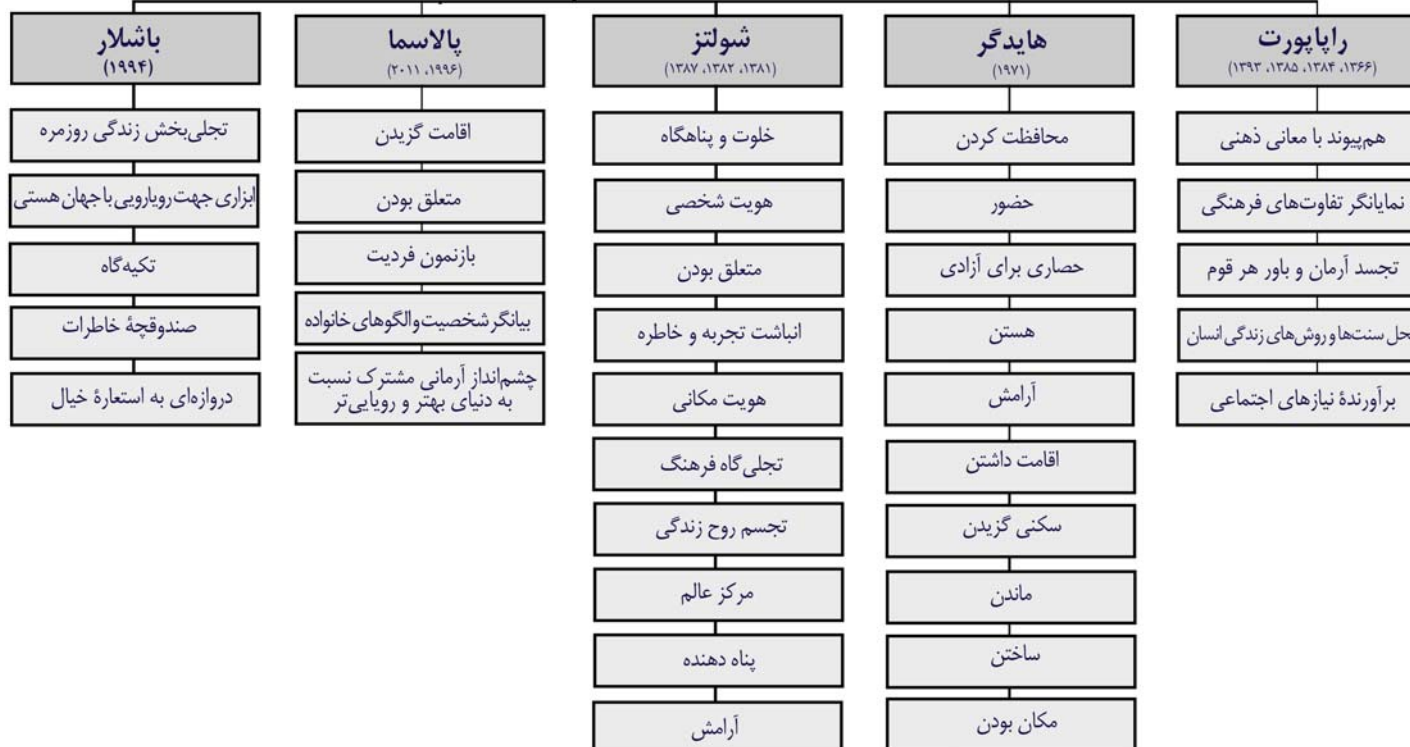 راپاپورت
(۱۳۶۶، ۱۳۸۴، ۱۳۸۵، ۱۳۹۳)
هم‌پیوند با معانی ذهنی
نمایانگر تفاوت‌های فرهنگی
تجسد آرمان و باور هر قوم
سنت‌ها و روش‌های زندگی انسان
برآورندهٔ نیازهای اجتماعی
هایدگر
(۱۹۷۱)
محافظت کردن
حضور
حصاری برای آزادی
هستن
آرامش
اقامت داشتن
سکنی گزیدن
ماندن
ساختن
مکان بودن
شولتز
(۱۳۸۱، ۱۳۸۲، ۱۳۸۷)
خلوت و پناهگاه
هویت شخصی
متعلق بودن
انباشت تجربه و خاطره
هویت مکانی
تجلی‌گاه فرهنگ
تجسم روح زندگی
مرکز عالم
پناه دهنده
آرامش
پالاسما
(۱۹۹۶، ۲۰۱۱)
اقامت گزیدن
متعلق بودن
بازنمون فردیت
بیانگر شخصیت و الگوهای خانواده
چشم‌انداز آرمانی مشترک نسبت
به دنیای بهتر و رویایی‌تر
باشلار
(۱۹۹۴)
تجلی‌بخش زندگی روزمره
ابزاری جهت رویارویی با جهان هستی
تکیه‌گاه
صندوقچهٔ خاطرات
دروازه‌ای به استعارهٔ خیال